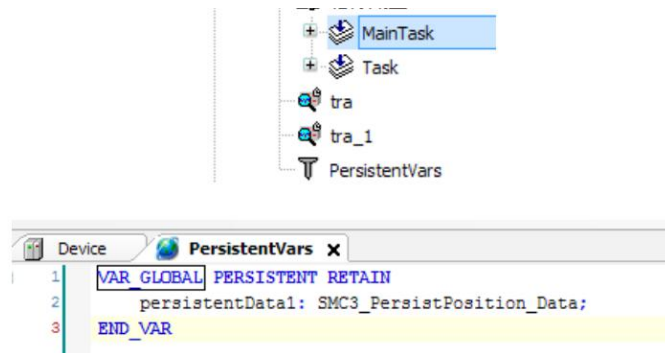 MainTask
Task
tra
tra_1
PersistentVars
Device PersistentVars X
1 VAR_GLOBAL PERSISTENT RETAIN
2 persistentData1: SMC3_PersistPosition_Data;
3 END_VAR